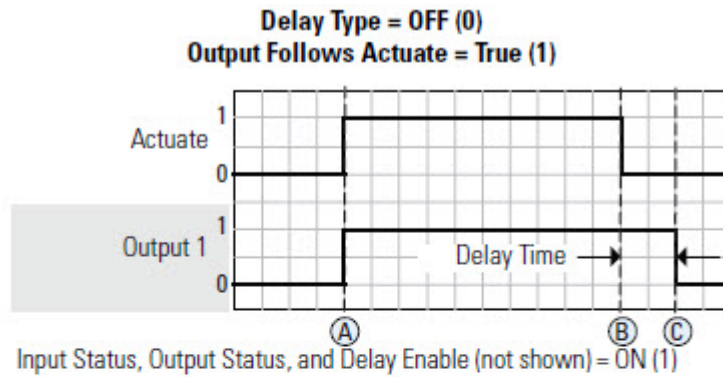 Delay Type = OFF (0)
Output Follows Actuate = True (1)
1
Actuate
0
1
Output 1
Delay Time
0
A B C
Input Status, Output Status, and Delay Enable (not shown) = ON (1)